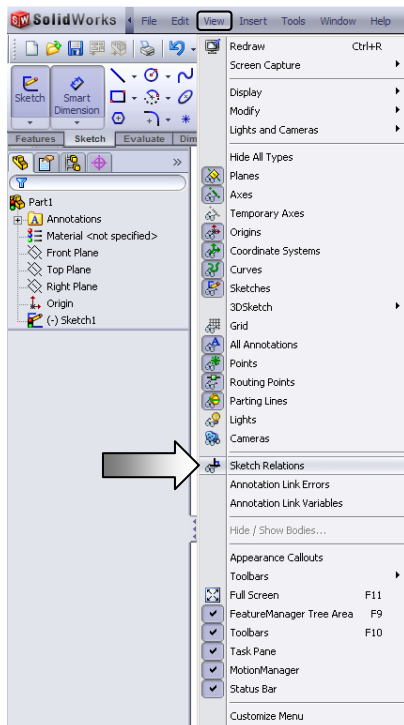 SolidWorks File Edit View Insert Tools Window Help
Sketch Smart Dimension
Features Sketch Evaluate Dim
Part1
Annotations
Material <not specified>
Front Plane
Top Plane
Right Plane
Origin
(-) Sketch1
Redraw Ctrl+R
Screen Capture
Display
Modify
Lights and Cameras
Hide All Types
Planes
Axes
Temporary Axes
Origins
Coordinate Systems
Curves
Sketches
3DSketch
Grid
All Annotations
Points
Routing Points
Parting Lines
Lights
Cameras
Sketch Relations
Annotation Link Errors
Annotation Link Variables
Hide / Show Bodies...
Appearance Callouts
Toolbars
Full Screen F11
FeatureManager Tree Area F9
Toolbars F10
Task Pane
MotionManager
Status Bar
Customize Menu